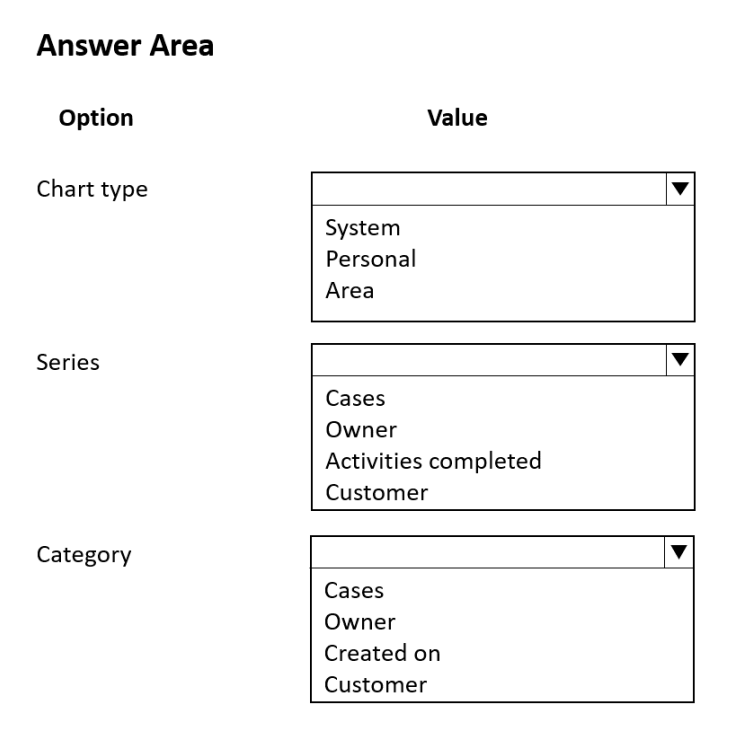 Answer Area
Option Value
Chart type
System
Personal
Area
Series
Cases
Owner
Activities completed
Customer
Category
Cases
Owner
Created on
Customer